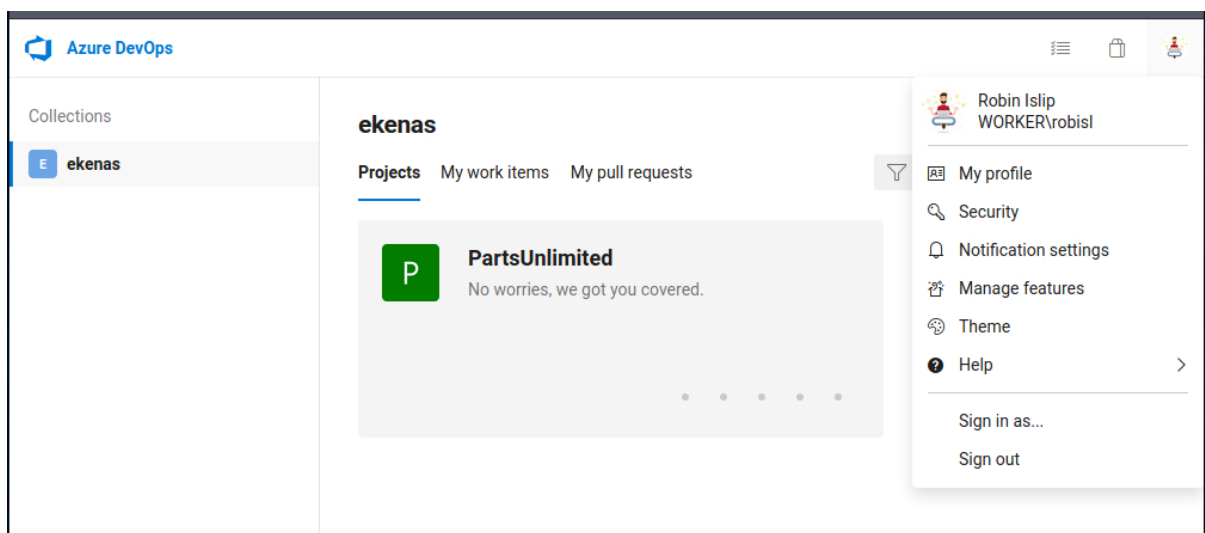 Azure DevOps
Collections
E ekenas
ekenas
Projects My work items My pull requests
P
PartsUnlimited
No worries, we got you covered.
Robin Islip
WORKER\robisl
My profile
Security
Notification settings
Manage features
Theme
? Help
Sign in as...
Sign out